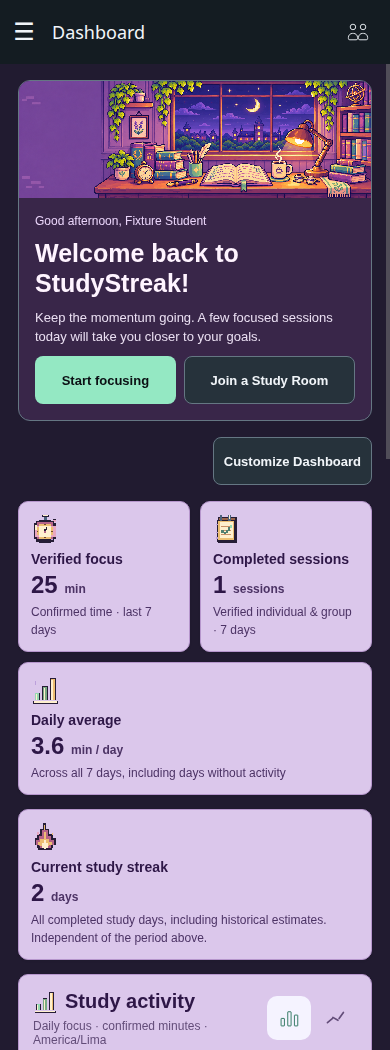 Dashboard
Good afternoon, Fixture Student
Welcome back to
StudyStreak!
Keep the momentum going. A few focused sessions
today will take you closer to your goals.
Start focusing
Join a Study Room
Customize Dashboard
Verified focus
25 min
Confirmed time · last 7
days
Completed sessions
1 sessions
Verified individual & group
· 7 days
Daily average
3.6 min / day
Across all 7 days, including days without activity
Current study streak
2 days
All completed study days, including historical estimates.
Independent of the period above.
Study activity
Daily focus · confirmed minutes ·
America/Lima